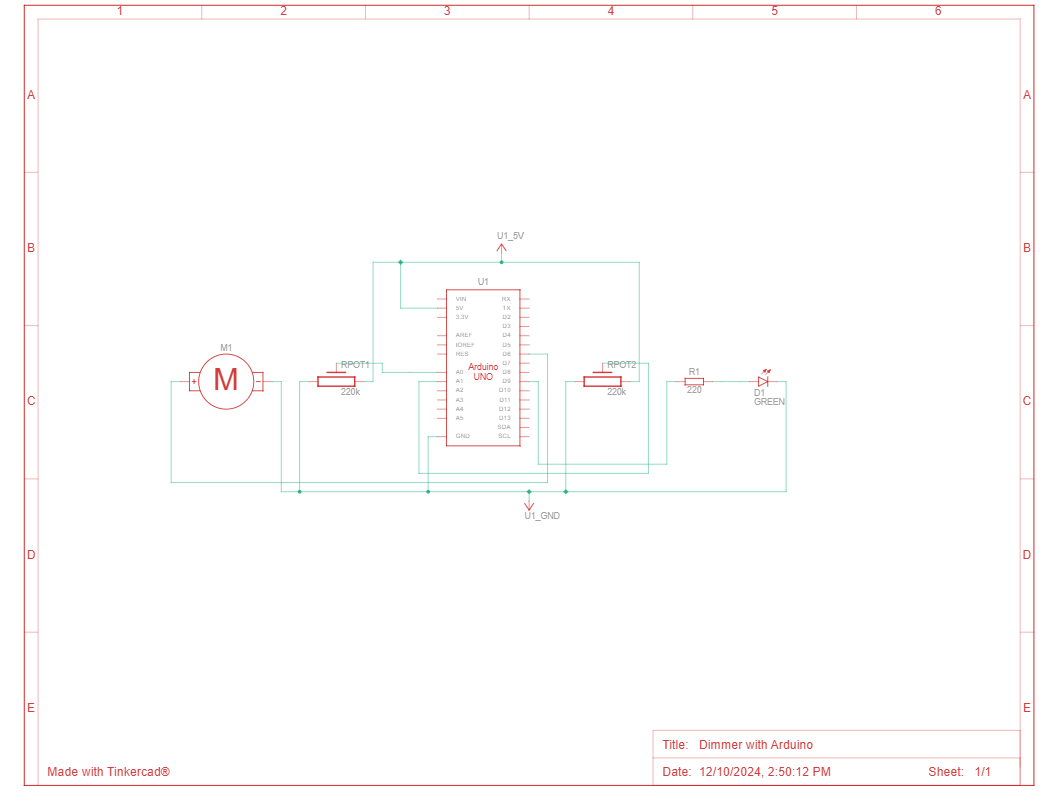 1 2 3 4 5 6
A A
B B
U1_5V
U1
VIN RX
5V TX
3.3V D2
D3
AREF D4
IOREF D5
RES D6
D7
A0 D8
A1 D9
A2 D10
A3 D11
A4 D12
A5 D13
SDA
GND SCL
Arduino
UNO
M1
M
+ -
RPOT1
220k
RPOT2
220k
R1
220
D1
GREEN
C C
U1_GND
D D
E E
Title: Dimmer with Arduino
Made with Tinkercad®
Date: 12/10/2024, 2:50:12 PM
Sheet: 1/1